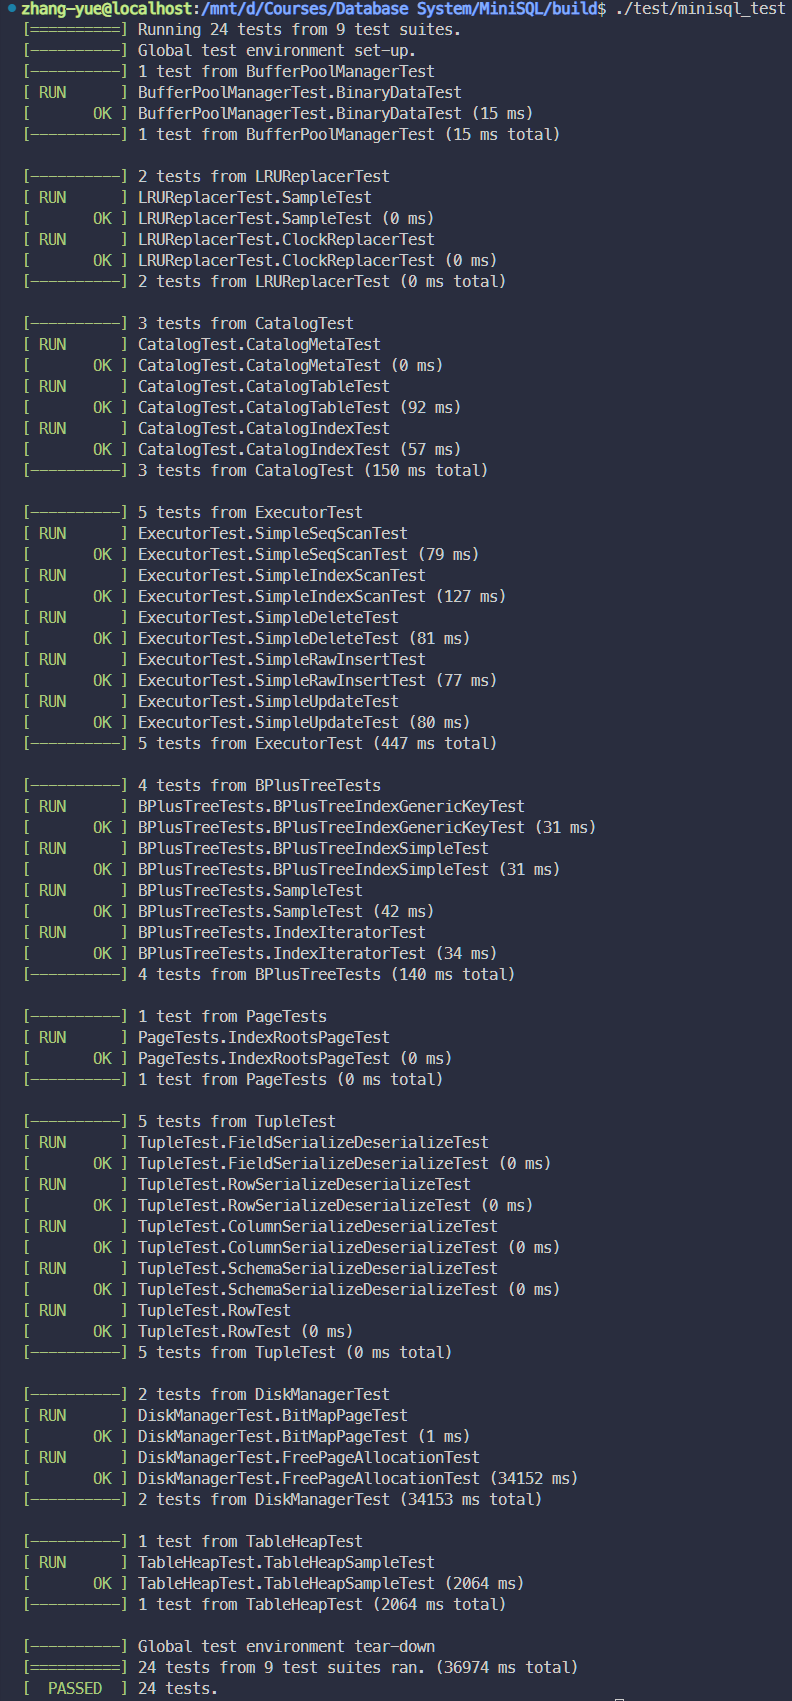 zhang-yue@localhost:/mnt/d/Courses/Database System/MiniSQL/build$ ./test/minisql_test
[==========] Running 24 tests from 9 test suites.
[----------] Global test environment set-up.
[----------] 1 test from BufferPoolManagerTest
[ RUN      ] BufferPoolManagerTest.BinaryDataTest
[       OK ] BufferPoolManagerTest.BinaryDataTest (15 ms)
[----------] 1 test from BufferPoolManagerTest (15 ms total)

[----------] 2 tests from LRUReplacerTest
[ RUN      ] LRUReplacerTest.SampleTest
[       OK ] LRUReplacerTest.SampleTest (0 ms)
[ RUN      ] LRUReplacerTest.ClockReplacerTest
[       OK ] LRUReplacerTest.ClockReplacerTest (0 ms)
[----------] 2 tests from LRUReplacerTest (0 ms total)

[----------] 3 tests from CatalogTest
[ RUN      ] CatalogTest.CatalogMetaTest
[       OK ] CatalogTest.CatalogMetaTest (0 ms)
[ RUN      ] CatalogTest.CatalogTableTest
[       OK ] CatalogTest.CatalogTableTest (92 ms)
[ RUN      ] CatalogTest.CatalogIndexTest
[       OK ] CatalogTest.CatalogIndexTest (57 ms)
[----------] 3 tests from CatalogTest (150 ms total)

[----------] 5 tests from ExecutorTest
[ RUN      ] ExecutorTest.SimpleSeqScanTest
[       OK ] ExecutorTest.SimpleSeqScanTest (79 ms)
[ RUN      ] ExecutorTest.SimpleIndexScanTest
[       OK ] ExecutorTest.SimpleIndexScanTest (127 ms)
[ RUN      ] ExecutorTest.SimpleDeleteTest
[       OK ] ExecutorTest.SimpleDeleteTest (81 ms)
[ RUN      ] ExecutorTest.SimpleRawInsertTest
[       OK ] ExecutorTest.SimpleRawInsertTest (77 ms)
[ RUN      ] ExecutorTest.SimpleUpdateTest
[       OK ] ExecutorTest.SimpleUpdateTest (80 ms)
[----------] 5 tests from ExecutorTest (447 ms total)

[----------] 4 tests from BPlusTreeTests
[ RUN      ] BPlusTreeTests.BPlusTreeIndexGenericKeyTest
[       OK ] BPlusTreeTests.BPlusTreeIndexGenericKeyTest (31 ms)
[ RUN      ] BPlusTreeTests.BPlusTreeIndexSimpleTest
[       OK ] BPlusTreeTests.BPlusTreeIndexSimpleTest (31 ms)
[ RUN      ] BPlusTreeTests.SampleTest
[       OK ] BPlusTreeTests.SampleTest (42 ms)
[ RUN      ] BPlusTreeTests.IndexIteratorTest
[       OK ] BPlusTreeTests.IndexIteratorTest (34 ms)
[----------] 4 tests from BPlusTreeTests (140 ms total)

[----------] 1 test from PageTests
[ RUN      ] PageTests.IndexRootsPageTest
[       OK ] PageTests.IndexRootsPageTest (0 ms)
[----------] 1 test from PageTests (0 ms total)

[----------] 5 tests from TupleTest
[ RUN      ] TupleTest.FieldSerializeDeserializeTest
[       OK ] TupleTest.FieldSerializeDeserializeTest (0 ms)
[ RUN      ] TupleTest.RowSerializeDeserializeTest
[       OK ] TupleTest.RowSerializeDeserializeTest (0 ms)
[ RUN      ] TupleTest.ColumnSerializeDeserializeTest
[       OK ] TupleTest.ColumnSerializeDeserializeTest (0 ms)
[ RUN      ] TupleTest.SchemaSerializeDeserializeTest
[       OK ] TupleTest.SchemaSerializeDeserializeTest (0 ms)
[ RUN      ] TupleTest.RowTest
[       OK ] TupleTest.RowTest (0 ms)
[----------] 5 tests from TupleTest (0 ms total)

[----------] 2 tests from DiskManagerTest
[ RUN      ] DiskManagerTest.BitMapPageTest
[       OK ] DiskManagerTest.BitMapPageTest (1 ms)
[ RUN      ] DiskManagerTest.FreePageAllocationTest
[       OK ] DiskManagerTest.FreePageAllocationTest (34152 ms)
[----------] 2 tests from DiskManagerTest (34153 ms total)

[----------] 1 test from TableHeapTest
[ RUN      ] TableHeapTest.TableHeapSampleTest
[       OK ] TableHeapTest.TableHeapSampleTest (2064 ms)
[----------] 1 test from TableHeapTest (2064 ms total)

[----------] Global test environment tear-down
[==========] 24 tests from 9 test suites ran. (36974 ms total)
[  PASSED  ] 24 tests.